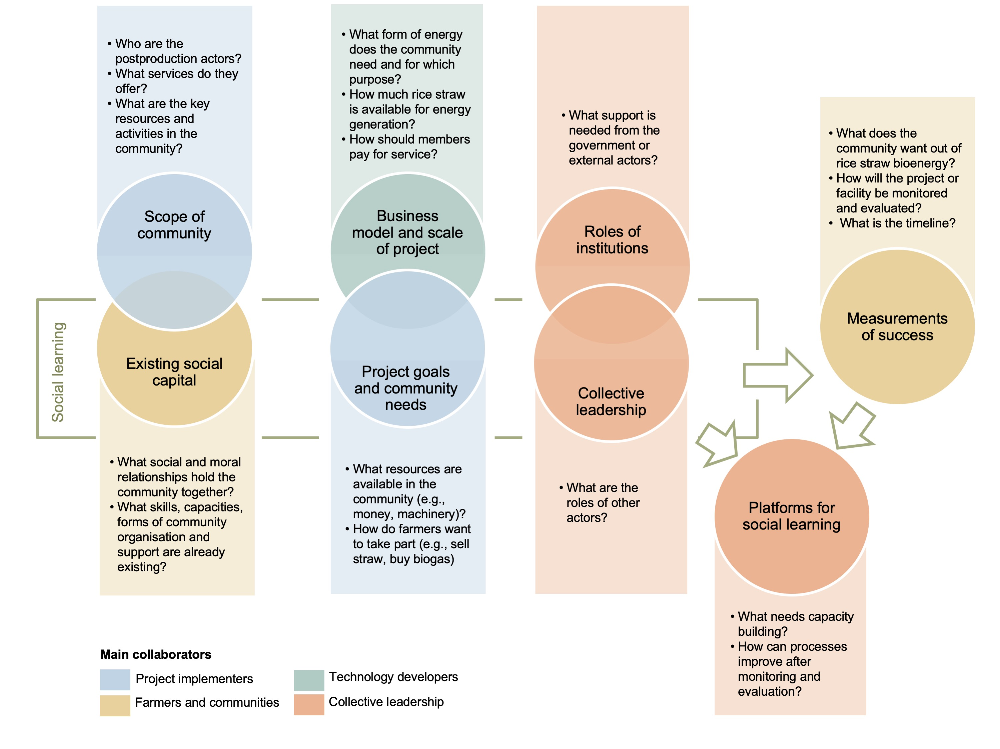 • Who are the
postproduction actors?
• What services do they
offer?
• What are the key
resources and
activities in the
community?
Scope of
community
Existing social
capital
• What social and moral
relationships hold the
community together?
• What skills, capacities,
forms of community
organisation and
support are already
existing?
• What form of energy
does the community
need and for which
purpose?
• How much rice straw
is available for energy
generation?
• How should members
pay for service?
Business
model and scale
of project
Project goals
and community
needs
• What resources are
available in the
community (e.g.,
money, machinery)?
• How do farmers want
to take part (e.g., sell
straw, buy biogas)
• What support is
needed from the
government or
external actors?
Roles of
institutions
Collective
leadership
• What are the
roles of other
actors?
• What does the
community want out of
rice straw bioenergy?
• How will the project or
facility be monitored
and evaluated?
• What is the timeline?
Measurements
of success
Platforms for
social learning
• What needs capacity
building?
• How can processes
improve after
monitoring and
evaluation?
Social learning
Main collaborators
Project implementers
Technology developers
Farmers and communities
Collective leadership